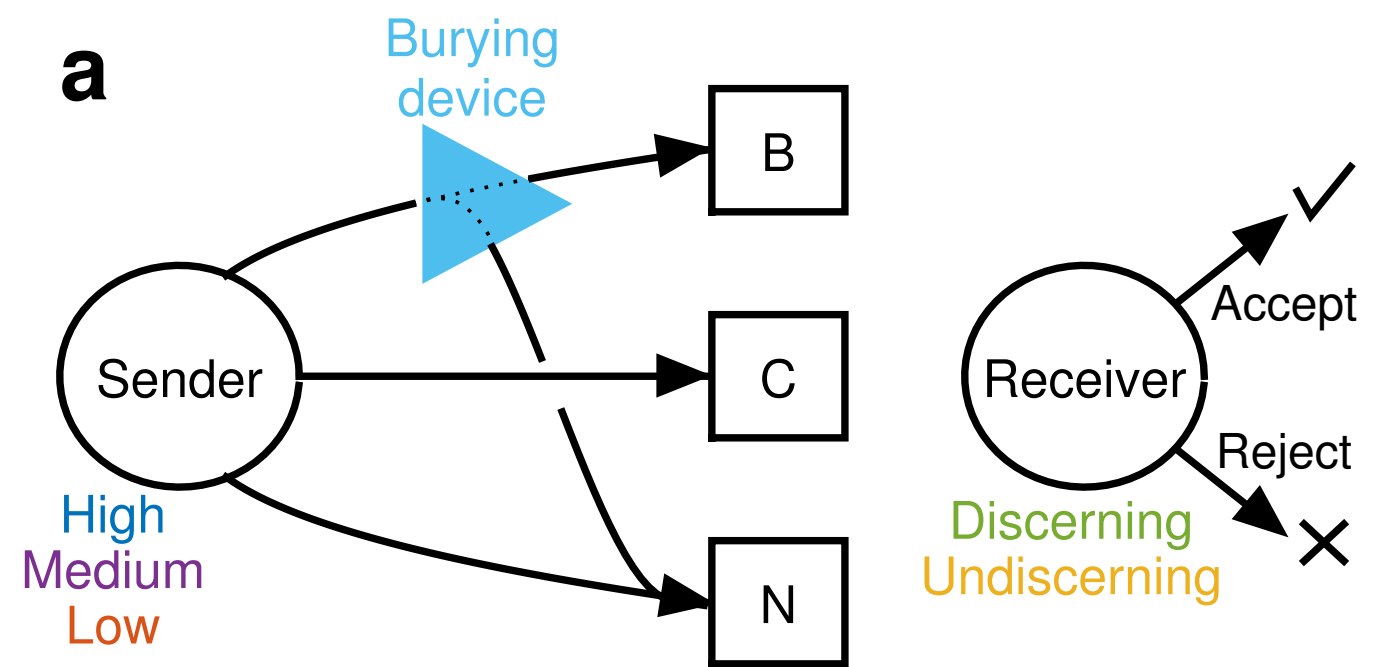 a
Burying
device
B
Sender
C
Receiver
Accept
Reject
High
Medium
Low
N
Discerning
Undiscerning